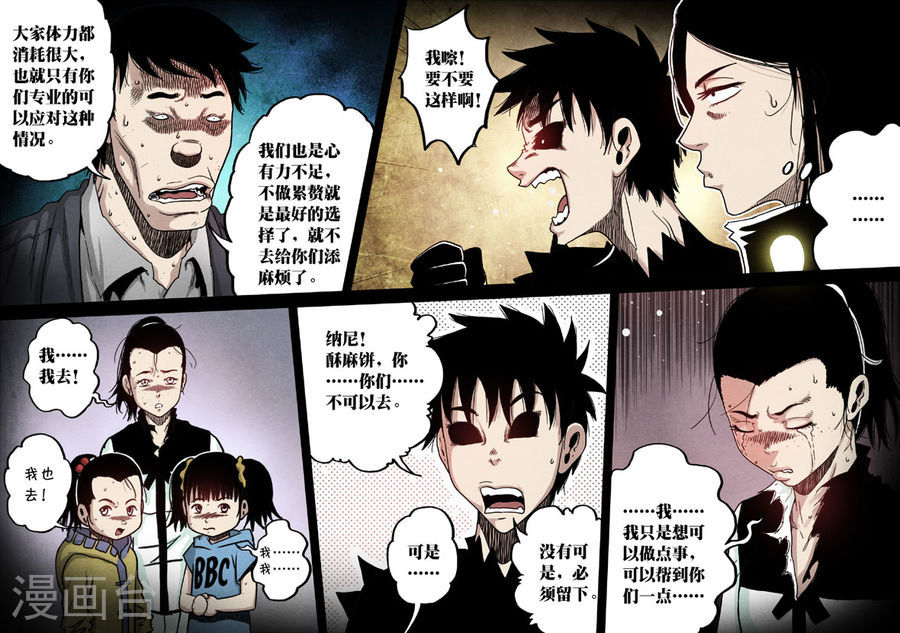 大家体力都
消耗很大，
也就只有你
们专业的可
以应对这种
情况。
我们也是心
有力不足，
不做累赘就
是最好的选
择了，就不
去给你们添
麻烦了。
我嚓！
要不要
这样啊！
……
……
我……
我去！
我也
去！
我……
我……
BBC
纳尼！
酥麻饼，你
……你们……
不可以去。
可是
……
没有可
是，必
须留下。
……我……
我只是想可
以做点事，
可以帮到你
们一点……
漫画台